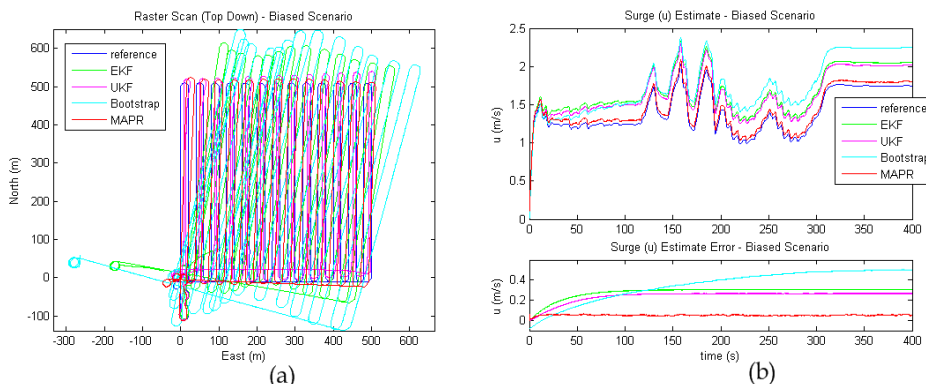 Raster Scan (Top Down) - Biased Scenario
reference
EKF
UKF
Bootstrap
MAPR
600
500
400
300
200
100
0
-100
North (m)
-300 -200 -100 0 100 200 300 400 500 600
East (m)
(a)
Surge (u) Estimate - Biased Scenario
2.5
2
1.5
1
0.5
0
u (m/s)
reference
EKF
UKF
Bootstrap
MAPR
0 50 100 150 200 250 300 350 400
Surge (u) Estimate Error - Biased Scenario
0.4
0.2
0
u (m/s)
0 50 100 150 200 250 300 350 400
time (s)
(b)